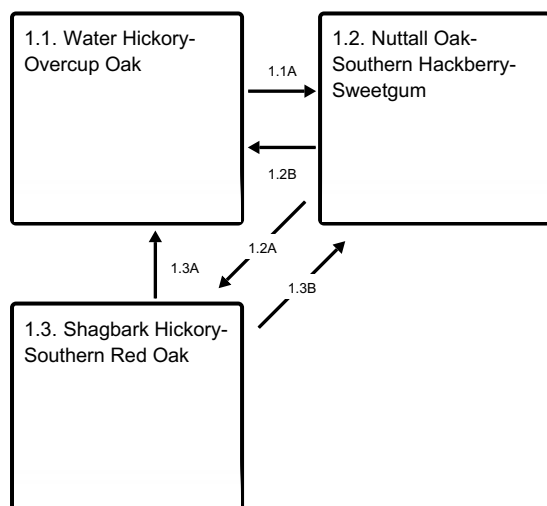 1.1. Water Hickory-
Overcup Oak
1.1A
1.2. Nuttall Oak-
Southern Hackberry-
Sweetgum
1.2B
1.2A
1.3A
1.3B
1.3. Shagbark Hickory-
Southern Red Oak